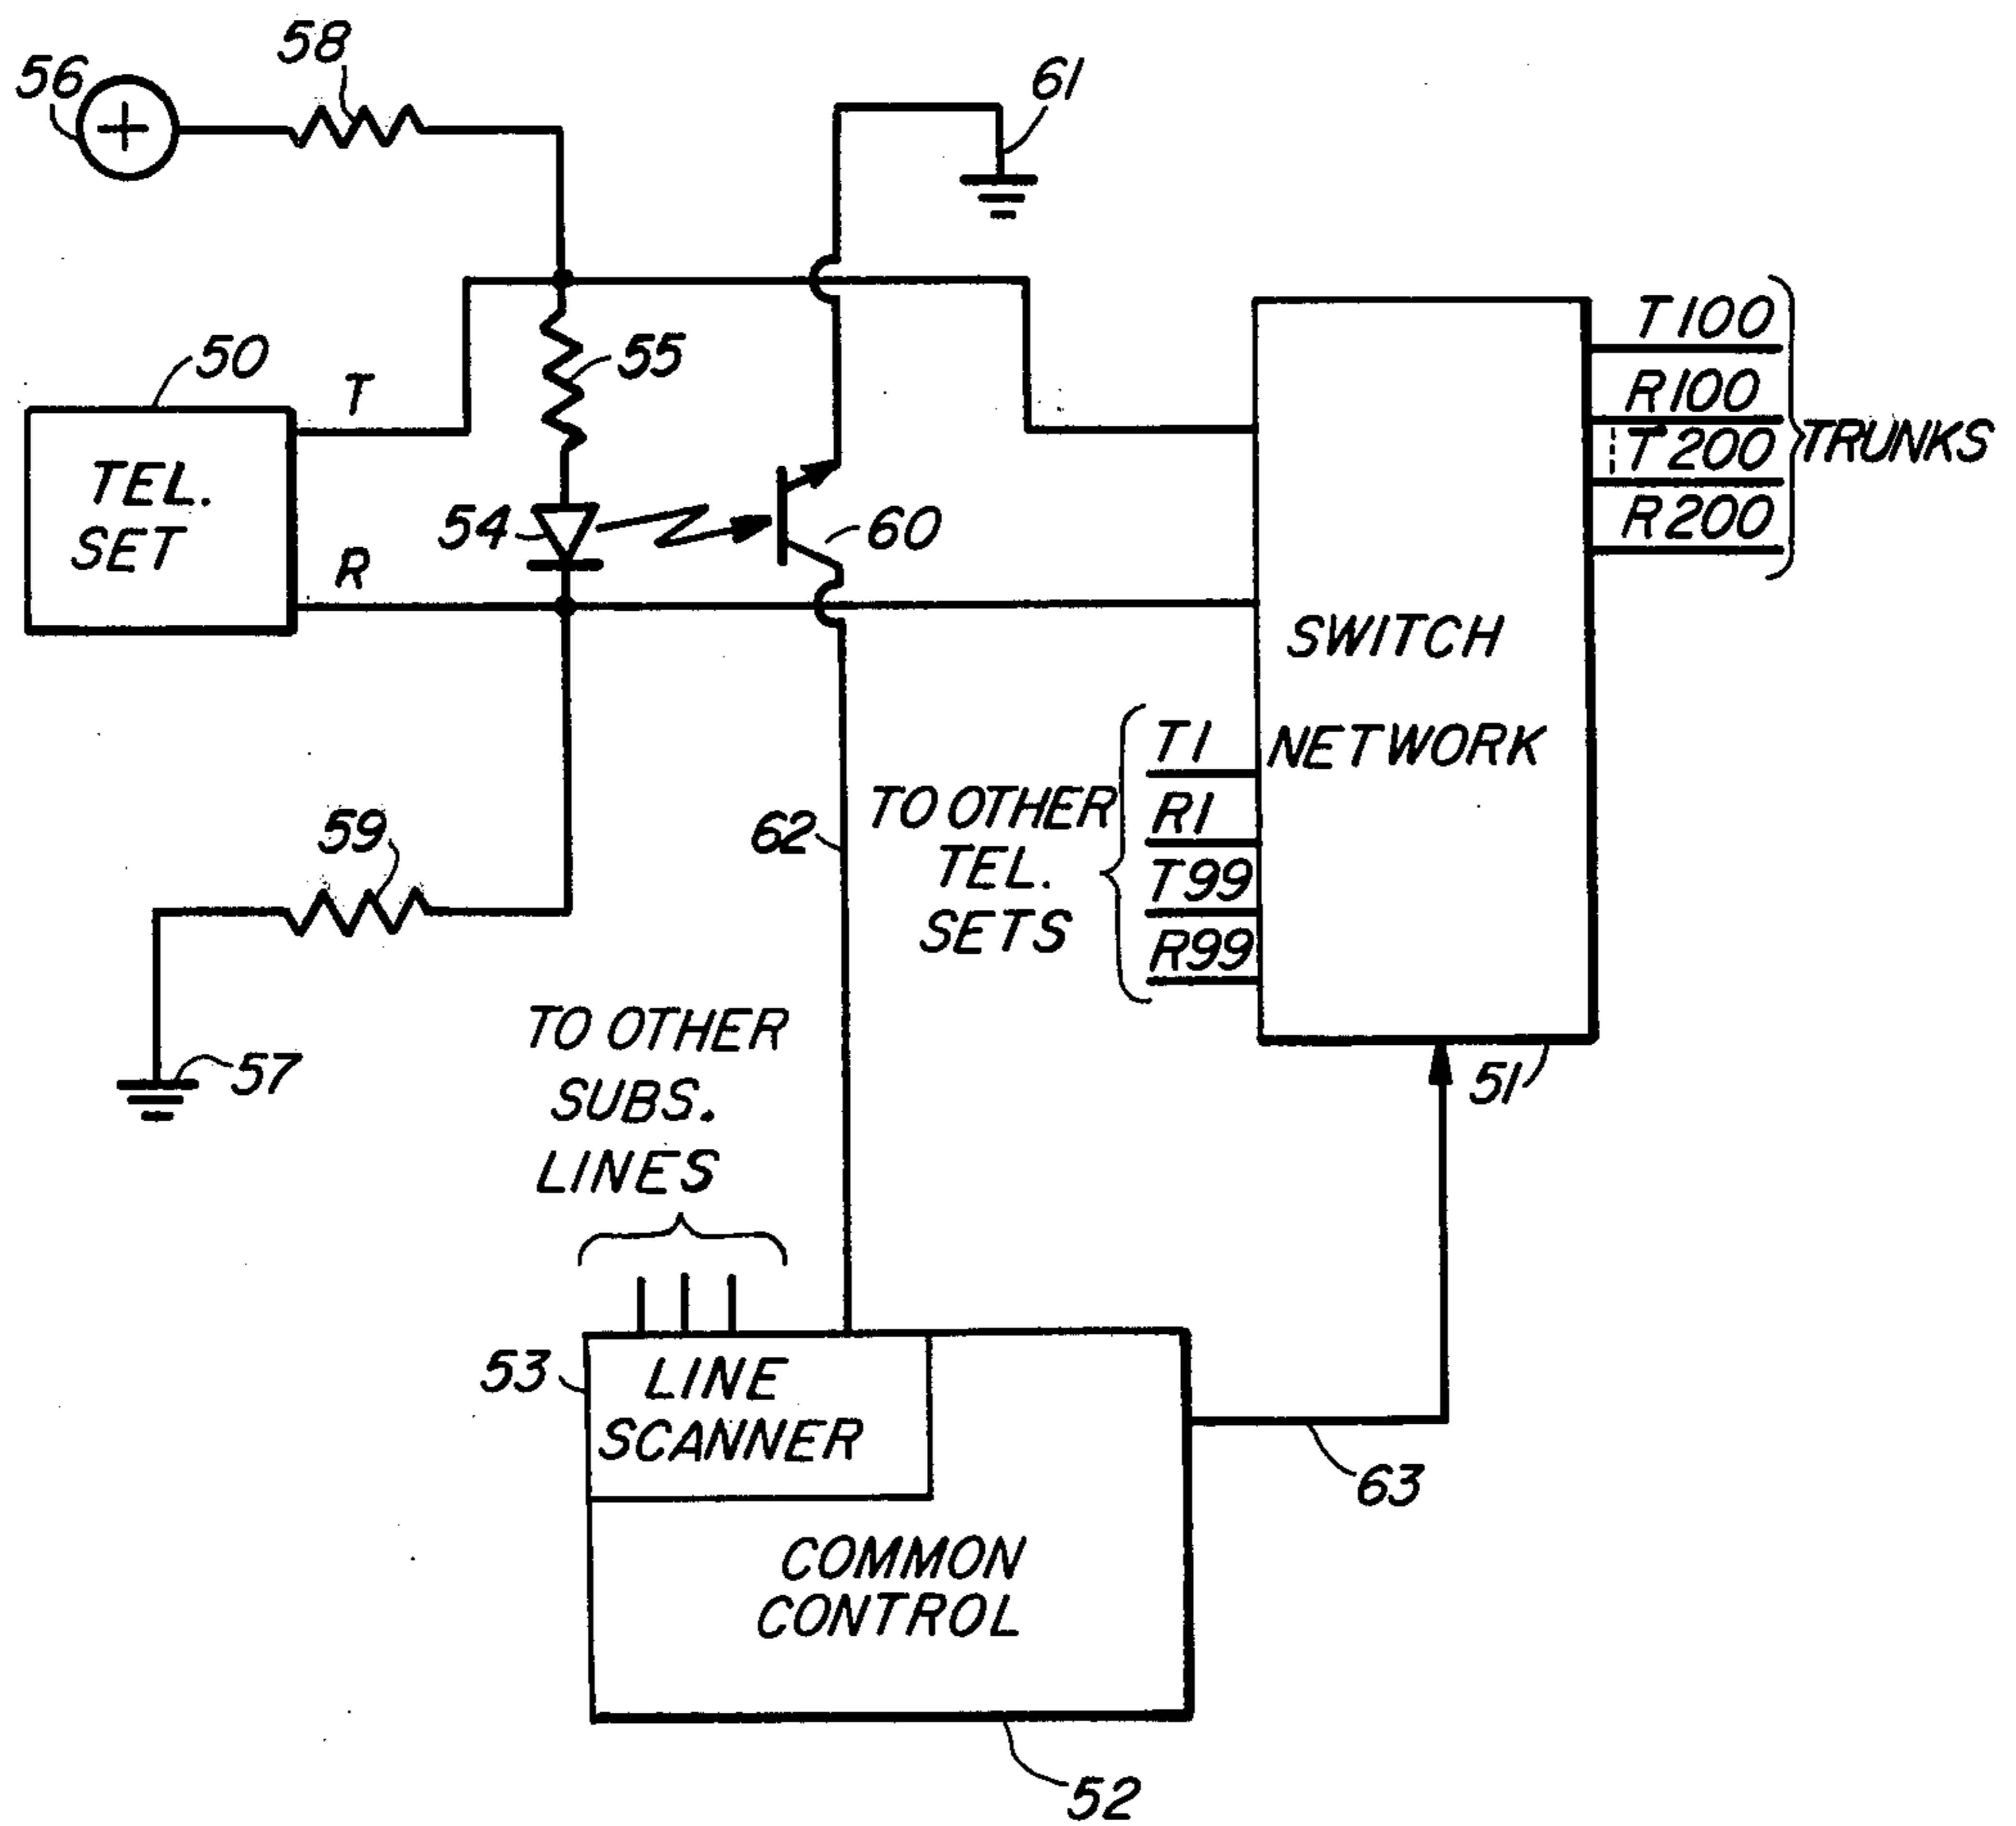 58
56
61
T100
50
55
R100
T
TRUNKS
T200
TEL.
SET
54
60
R200
R
SWITCH
NETWORK
T1
TO OTHER
TEL.
SETS
R1
T99
R99
59
62
TO OTHER
SUBS.
LINES
57
51
53
LINE
SCANNER
63
COMMON
CONTROL
52